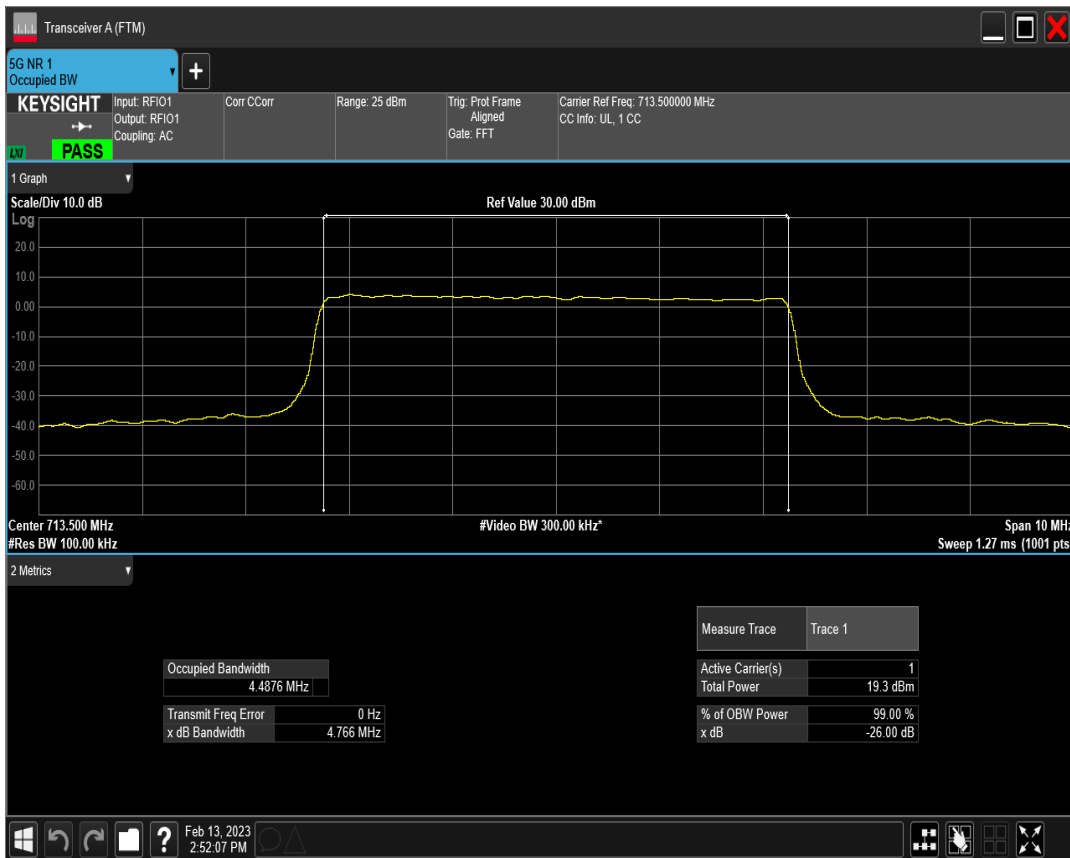 Transceiver A (FTM)
5G NR 1
Occupied BW
+
KEYSIGHT
LXI
PASS
Input: RFIO1
Output: RFIO1
Coupling: AC
Corr CCorr
Range: 25 dBm
Trig: Prot Frame
Aligned
Gate: FFT
Carrier Ref Freq: 713.500000 MHz
CC Info: UL, 1 CC
1 Graph
Scale/Div 10.0 dB
Ref Value 30.00 dBm
Log
20.0
10.0
0.00
-10.0
-20.0
-30.0
-40.0
-50.0
-60.0
Center 713.500 MHz
#Video BW 300.00 kHz*
Span 10 MHz
#Res BW 100.00 kHz
Sweep 1.27 ms (1001 pts
2 Metrics
Measure Trace Trace 1
Occupied Bandwidth
4.4876 MHz
Active Carrier(s) 1
Total Power 19.3 dBm
Transmit Freq Error 0 Hz
x dB Bandwidth 4.766 MHz
% of OBW Power 99.00 %
x dB -26.00 dB
?
Feb 13, 2023
2:52:07 PM